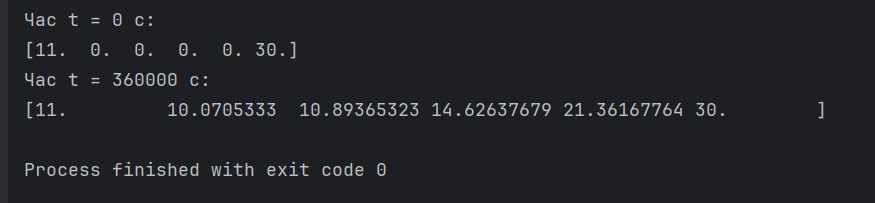 Час t = 0 с:
[11.  0.  0.  0.  0. 30.]
Час t = 360000 с:
[11.         10.0705333  10.89365323 14.62637679 21.36167764 30.        ]
Process finished with exit code 0